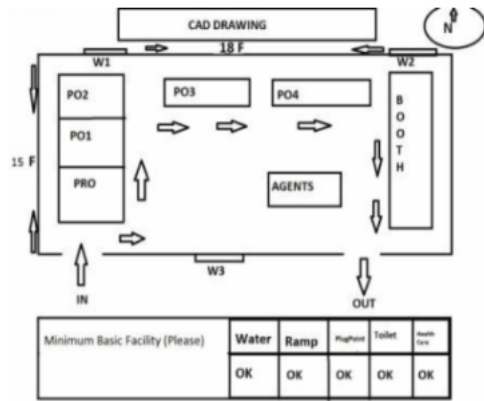 CAD DRAWING
N
18 F
W1
W2
PO2
PO3
PO4
BOOTH
PO1
15 F
PRO
AGENTS
W3
IN
OUT
Minimum Basic Facility (Please)
Water
Ramp
PlugPoint
Toilet
Health Care
OK
OK
OK
OK
OK